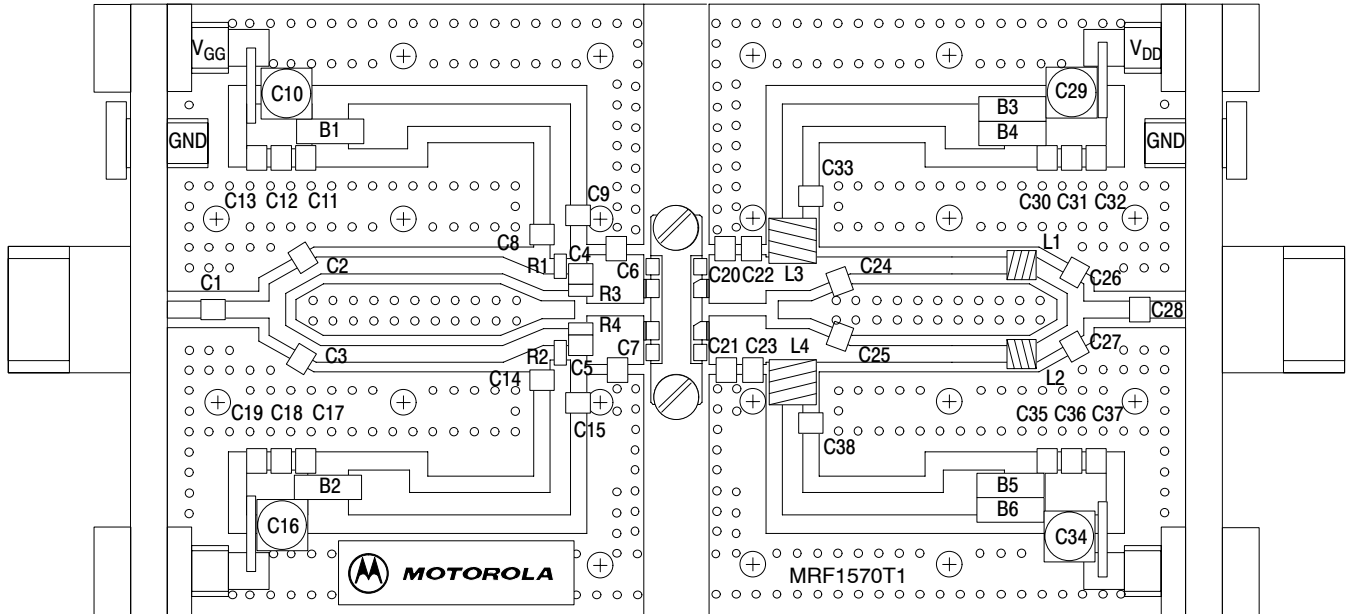 VGG VDD
C10 C29
B1 B3
B4
GND GND
C13 C12 C11 C9 C33 C30 C31 C32
C8 C4 L1
C1 C2 R1 C6 C20 C22 L3 C24 C26
R3
C28
R4
C3 R2 C5 C7 C21 C23 L4 C25 C27
C14 L2
C19 C18 C17 C15 C38 C35 C36 C37
B2 B5
B6
C16 C34
MOTOROLA MRF1570T1